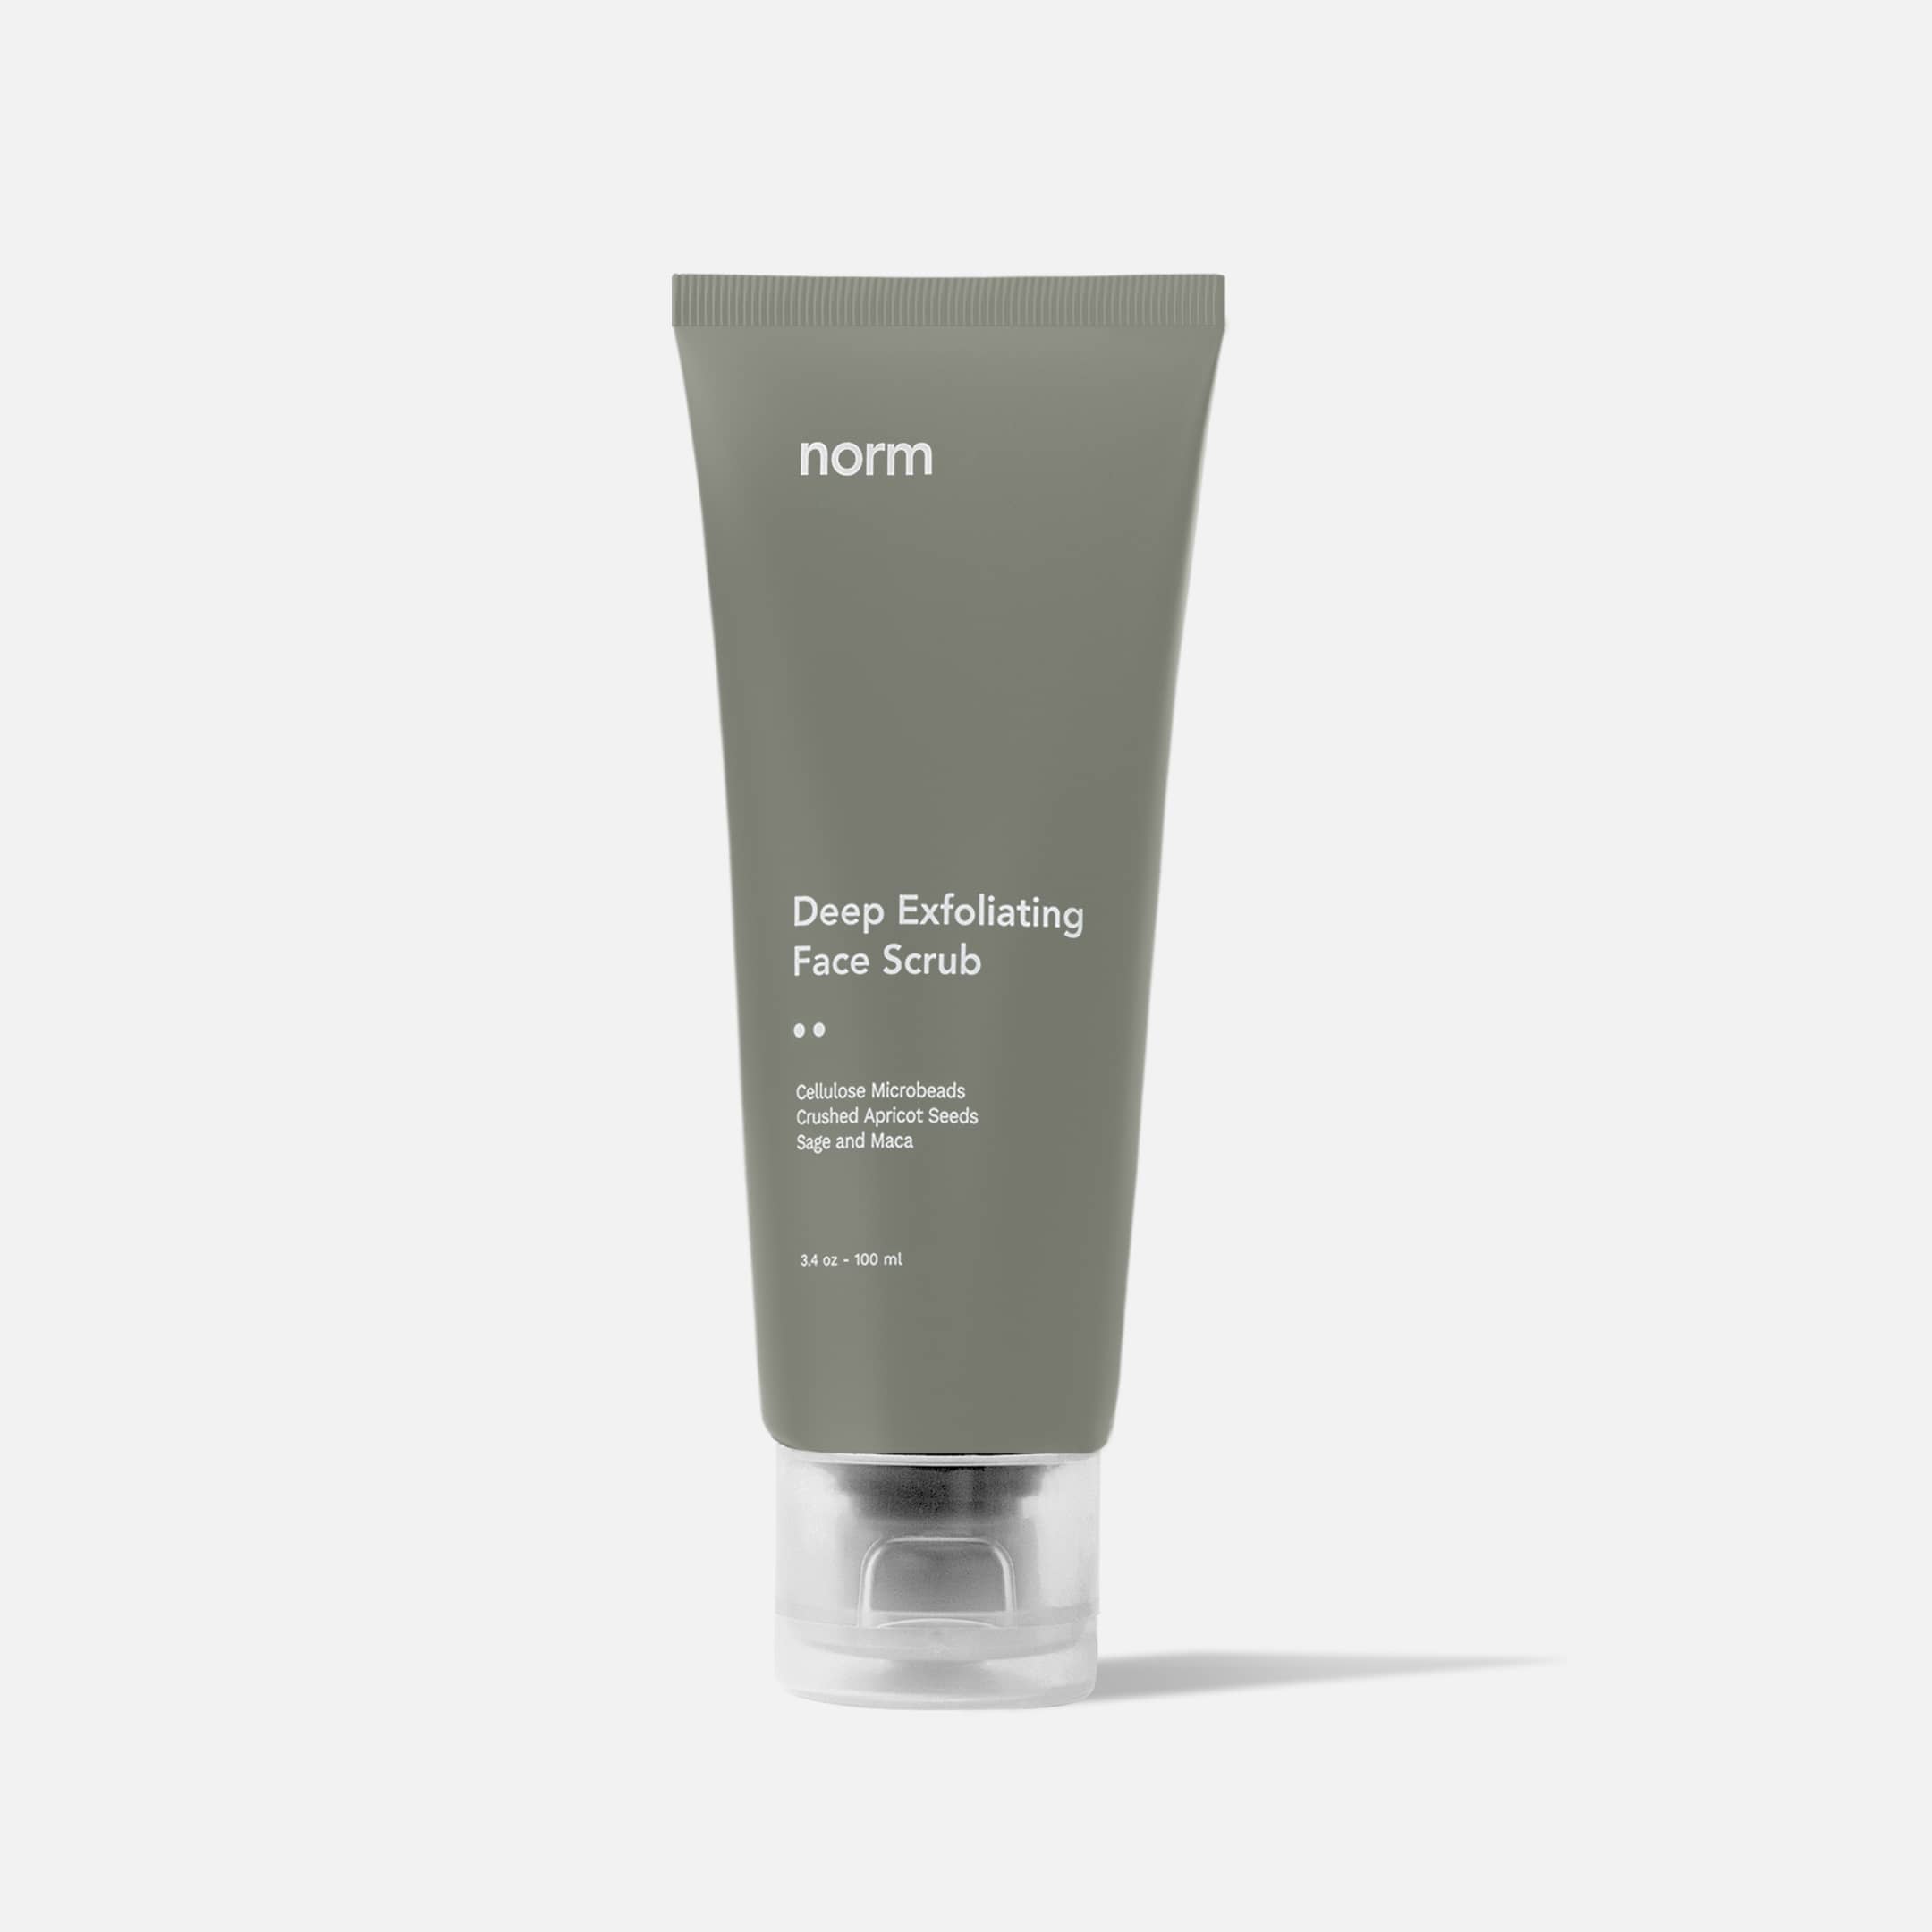 norm
Deep Exfoliating
Face Scrub
Cellulose Microbeads
Crushed Apricot Seeds
Sage and Maca
3.4 oz - 100 ml